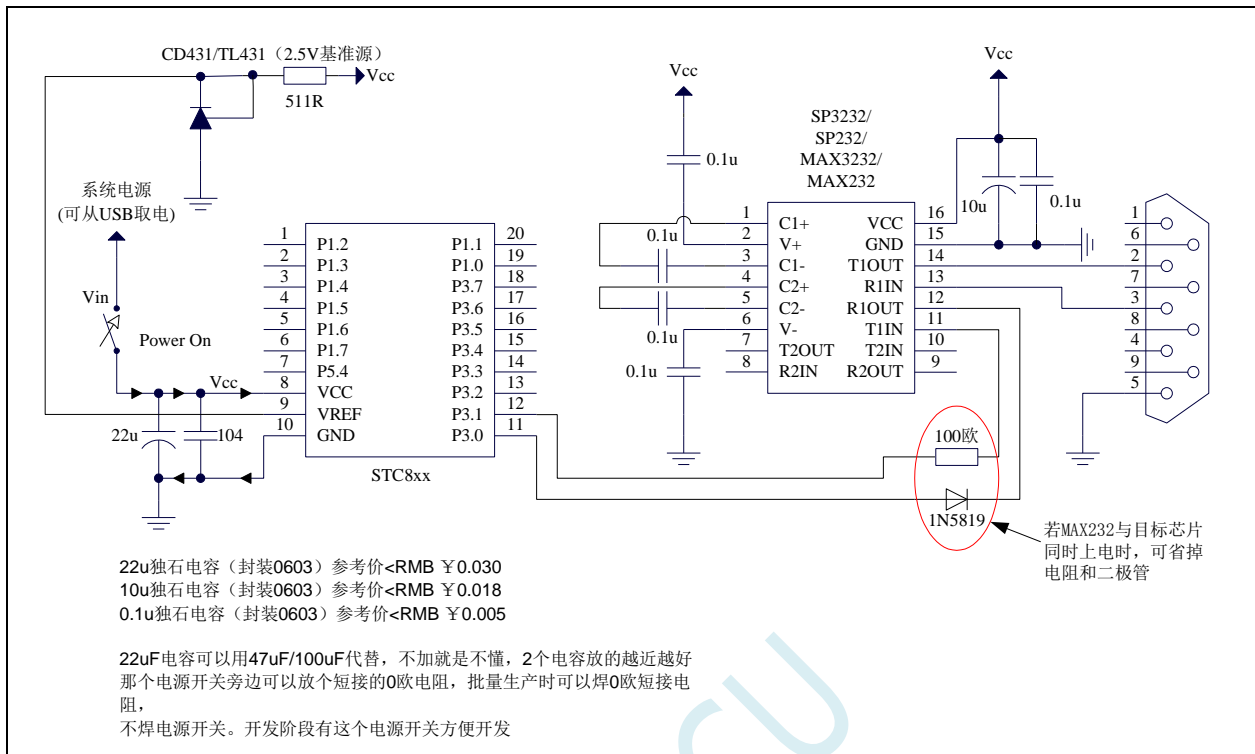 CD431/TL431（2.5V基准源）
Vcc
511R
系统电源
(可从USB取电)
Vin
Power On
Vcc
22u
104
1 P1.2 P1.1 20
2 P1.3 P1.0 19
3 P1.4 P3.7 18
4 P1.5 P3.6 17
5 P1.6 P3.5 16
6 P1.7 P3.4 15
7 P5.4 P3.3 14
8 VCC P3.2 13
9 VREF P3.1 12
10 GND P3.0 11
STC8xx
Vcc
0.1u
0.1u
0.1u
0.1u
SP3232/
SP232/
MAX3232/
MAX232
1 C1+ VCC 16
2 V+ GND 15
3 C1- T1OUT 14
4 C2+ R1IN 13
5 C2- R1OUT 12
6 V- T1IN 11
7 T2OUT T2IN 10
8 R2IN R2OUT 9
Vcc
10u
0.1u
1
6
2
7
3
8
4
9
5
100欧
1N5819
若MAX232与目标芯片
同时上电时，可省掉
电阻和二极管
22u独石电容（封装0603）参考价<RMB ￥0.030
10u独石电容（封装0603）参考价<RMB ￥0.018
0.1u独石电容（封装0603）参考价<RMB ￥0.005
22uF电容可以用47uF/100uF代替，不加就是不懂，2个电容放的越近越好
那个电源开关旁边可以放个短接的0欧电阻，批量生产时可以焊0欧短接电
阻，
不焊电源开关。开发阶段有这个电源开关方便开发
CU